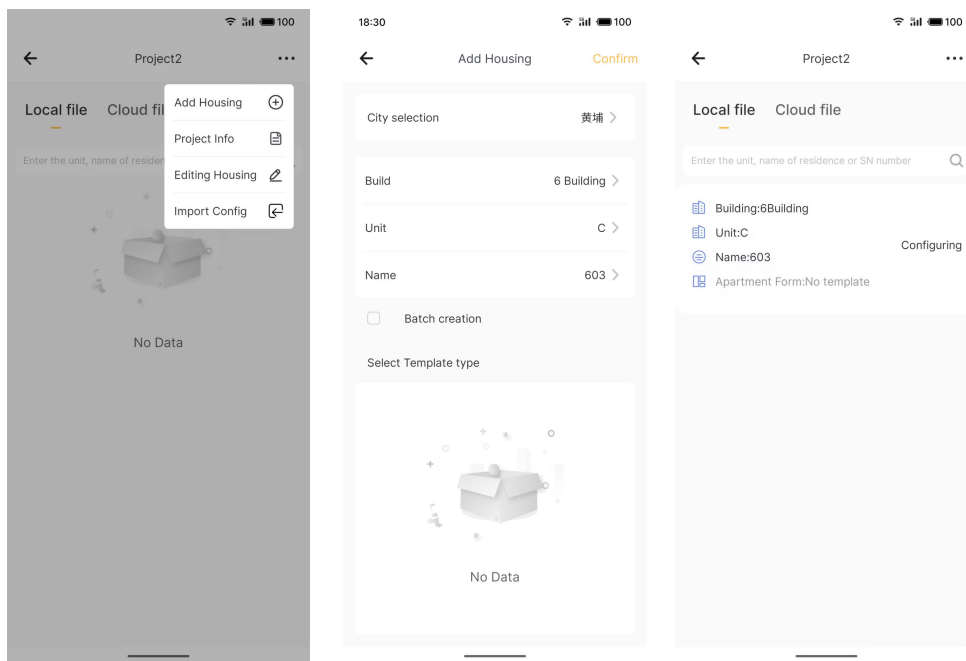 100
Project2
Local file Cloud fil
Add Housing
Project Info
Enter the unit, name of residen
Editing Housing
Import Config
No Data
18:30
100
Add Housing
Confirm
City selection
黄埔
Build
6 Building
Unit
C
Name
603
Batch creation
Select Template type
No Data
100
Project2
Local file Cloud file
Enter the unit, name of residence or SN number
Building:6Building
Unit:C
Configuring
Name:603
Apartment Form:No template